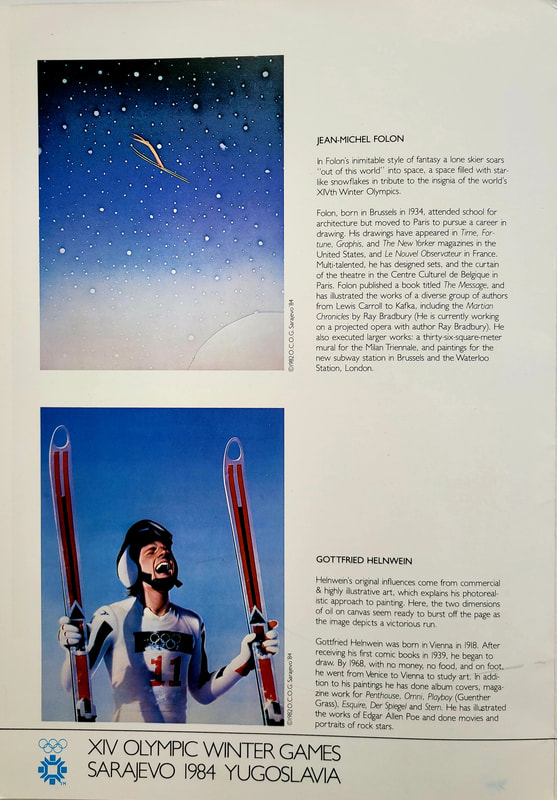 JEAN-MICHEL FOLON
In Folon's inimitable style of fantasy a lone skier soars
"out of this world" into space, a space filled with star-
like snowflakes in tribute to the insignia of the world's
XIVth Winter Olympics.
Folon, born in Brussels in 1934, attended school for
architecture but moved to Paris to pursue a career in
drawing. His drawings have appeared in Time, For-
tune, Graphis, and The New Yorker magazines in the
United States, and Le Nouvel Observateur in France.
Multi-talented, he has designed sets, and the curtain
of the theatre in the Centre Culturel de Belgique in
Paris. Folon published a book titled The Message, and
has illustrated the works of a diverse group of authors
from Lewis Carroll to Kafka, including the Martian
Chronicles by Ray Bradbury (He is currently working
on a projected opera with author Ray Bradbury). He
also executed larger works: a thirty-six-square-meter
mural for the Milan Triennale, and paintings for the
new subway station in Brussels and the Waterloo
Station, London.
©1982 O.C.O.G. Sarajevo '84
GOTTFRIED HELNWEIN
Helnwein's original influences come from commercial
& highly illustrative art, which explains his photoreal-
istic approach to painting. Here, the two dimensions
of oil on canvas seem ready to burst off the page as
the image depicts a victorious run.
Gottfried Helnwein was born in Vienna in 1918. After
receiving his first comic books in 1939, he began to
draw. By 1968, with no money, no food, and on foot,
he went from Venice to Vienna to study art. In addi-
tion to his paintings he has done album covers, maga-
zine work for Penthouse, Omni, Playboy (Guenther
Grass), Esquire, Der Spiegel and Stern. He has illustrated
the works of Edgar Allen Poe and done movies and
portraits of rock stars.
©1982 O.C.O.G. Sarajevo '84
11
XIV OLYMPIC WINTER GAMES
SARAJEVO 1984 YUGOSLAVIA
TM